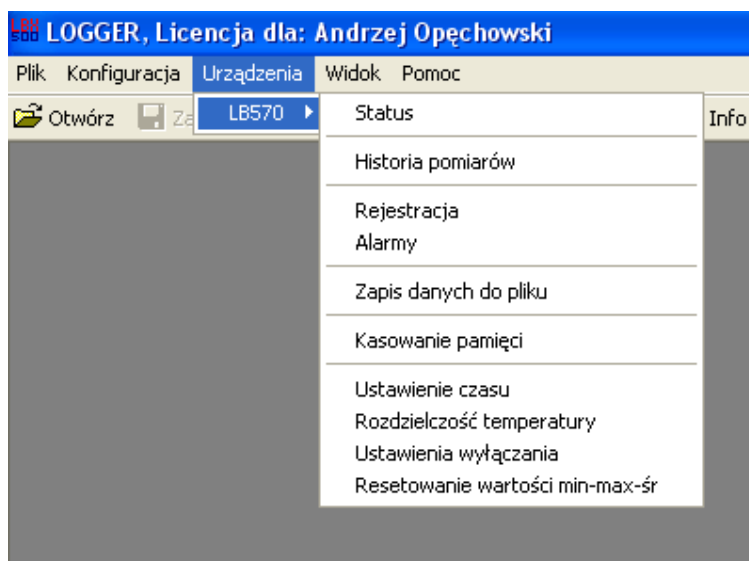 LOGGER, Licencja dla: Andrzej Opęchowski
Plik Konfiguracja Urządzenia Widok Pomoc
Otwórz Za LB570 Info
Status
Historia pomiarów
Rejestracja
Alarmy
Zapis danych do pliku
Kasowanie pamięci
Ustawienie czasu
Rozdzielczość temperatury
Ustawienia wyłączania
Resetowanie wartości min-max-śr